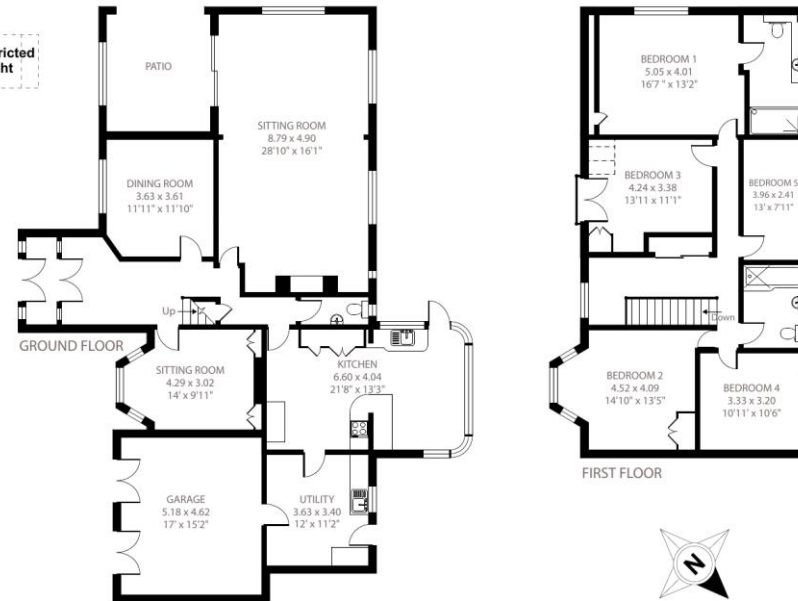 ricted
ht
PATIO
SITTING ROOM
8.79 x 4.90
28'10" x 16'1"
DINING ROOM
3.63 x 3.61
11'11" x 11'10"
Up
GROUND FLOOR
SITTING ROOM
4.29 x 3.02
14' x 9'11"
KITCHEN
6.60 x 4.04
21'8" x 13'3"
GARAGE
5.18 x 4.62
17' x 15'2"
UTILITY
3.63 x 3.40
12' x 11'2"
BEDROOM 1
5.05 x 4.01
16'7 " x 13'2"
BEDROOM 3
4.24 x 3.38
13'11 x 11'1"
BEDROOM 5
3.96 x 2.41
13' x 7'11"
Down
BEDROOM 2
4.52 x 4.09
14'10" x 13'5"
BEDROOM 4
3.33 x 3.20
10'11' x 10'6"
FIRST FLOOR
N